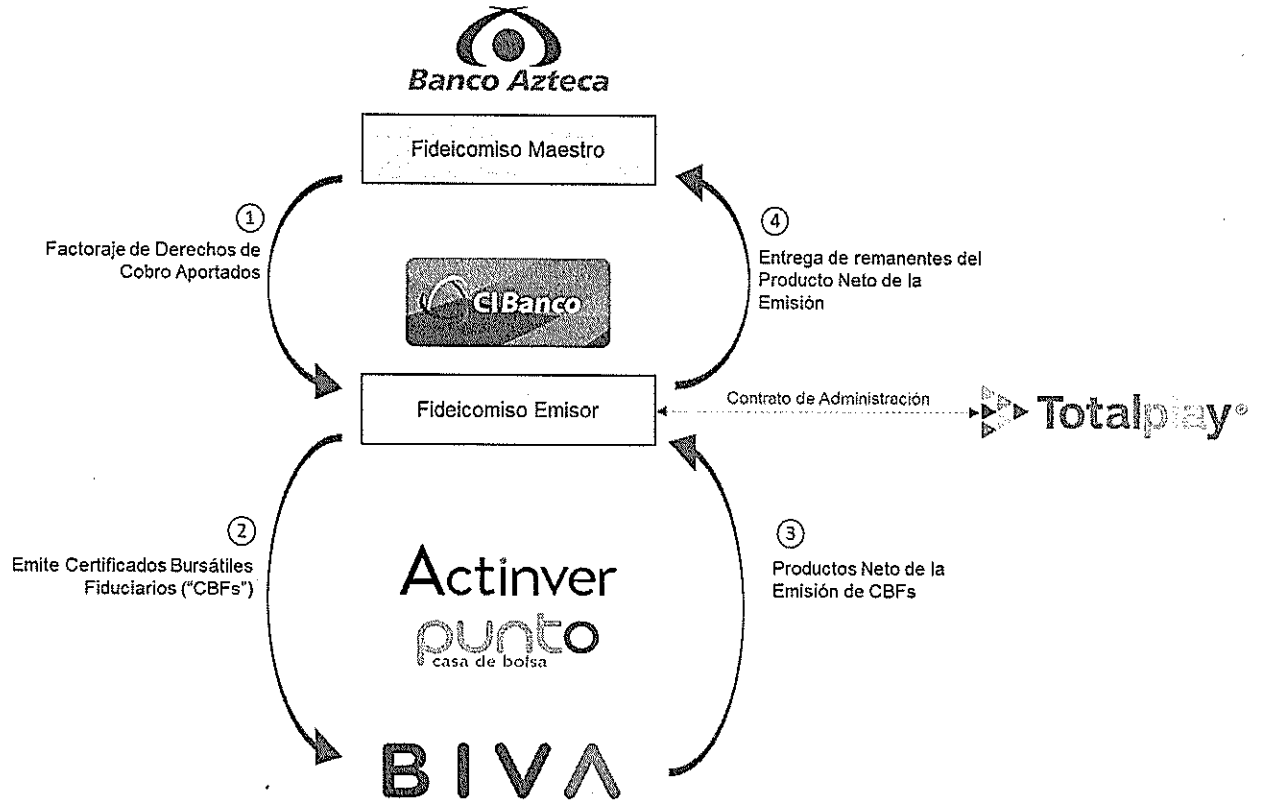 Banco Azteca
Fideicomiso Maestro
1
Factoraje de Derechos de
Cobro Aportados
4
Entrega de remanentes del
Producto Neto de la
Emisión
CIBanco
Fideicomiso Emisor
Contrato de Administración
Totalplay®
2
Emite Certificados Bursátiles
Fiduciarios ("CBFs")
3
Productos Neto de la
Emisión de CBFs
Actinver
punto
casa de bolsa
BIVA